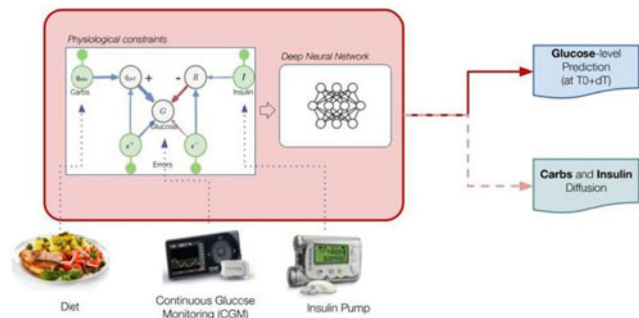 Physiological constraints
Deep Neural Network
+
-
R
I
Carbs
Insulin
G
Glucose
Errors
Glucose-level
Prediction
(at T0+dT)
Carbs and Insulin
Diffusion
Diet
Continuous Glucose
Monitoring (CGM)
Insulin Pump